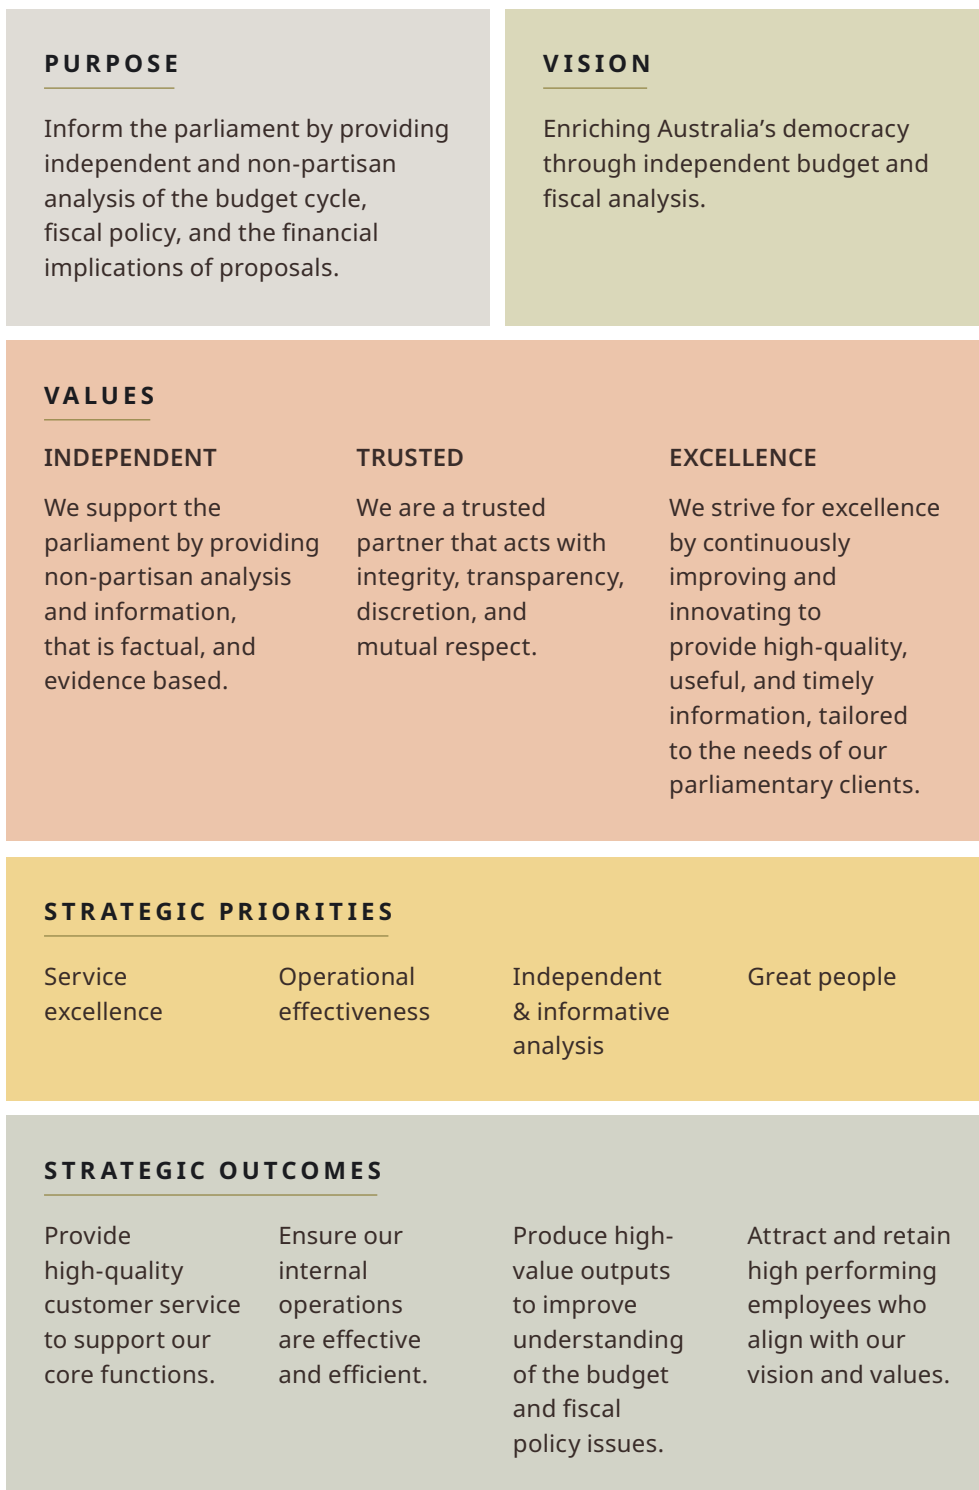 PURPOSE
Inform the parliament by providing
independent and non-partisan
analysis of the budget cycle,
fiscal policy, and the financial
implications of proposals.
VISION
Enriching Australia’s democracy
through independent budget and
fiscal analysis.
VALUES
INDEPENDENT
We support the
parliament by providing
non-partisan analysis
and information,
that is factual, and
evidence based.
TRUSTED
We are a trusted
partner that acts with
integrity, transparency,
discretion, and
mutual respect.
EXCELLENCE
We strive for excellence
by continuously
improving and
innovating to
provide high-quality,
useful, and timely
information, tailored
to the needs of our
parliamentary clients.
STRATEGIC PRIORITIES
Service
excellence
Operational
effectiveness
Independent
& informative
analysis
Great people
STRATEGIC OUTCOMES
Provide
high-quality
customer service
to support our
core functions.
Ensure our
internal
operations
are effective
and efficient.
Produce high-
value outputs
to improve
understanding
of the budget
and fiscal
policy issues.
Attract and retain
high performing
employees who
align with our
vision and values.